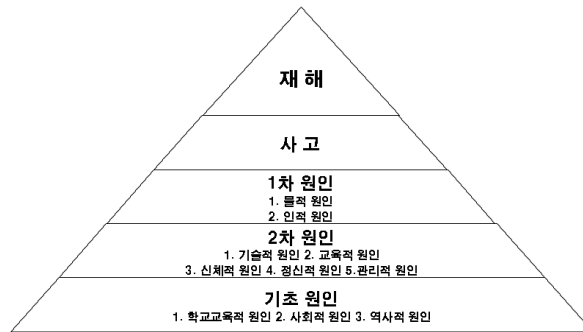 재 해
사 고
1차 원인
1. 물적 원인
2. 인적 원인
2차 원인
1. 기술적 원인 2. 교육적 원인
3. 신체적 원인 4. 정신적 원인 5.관리적 원인
기초 원인
1. 학교교육적 원인 2. 사회적 원인 3. 역사적 원인